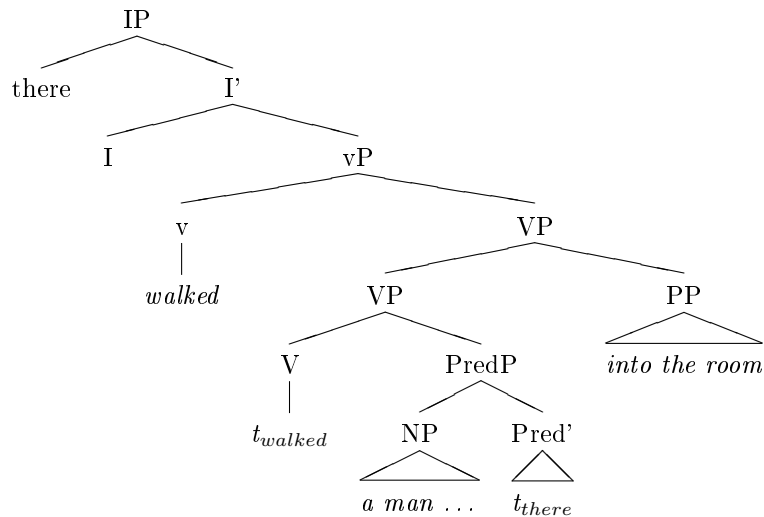 IP
there I'
I vP
v VP
walked VP PP
V PredP into the room
t_walked NP Pred'
a man ... t_there